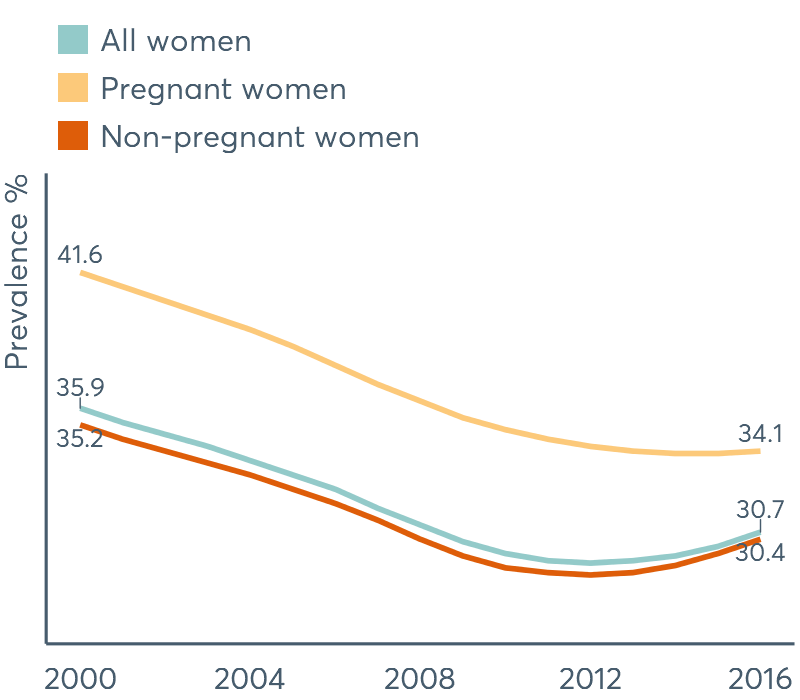 All women
Pregnant women
Non-pregnant women
Prevalence %
41.6
35.9
35.2
34.1
30.7
30.4
2000 2004 2008 2012 2016